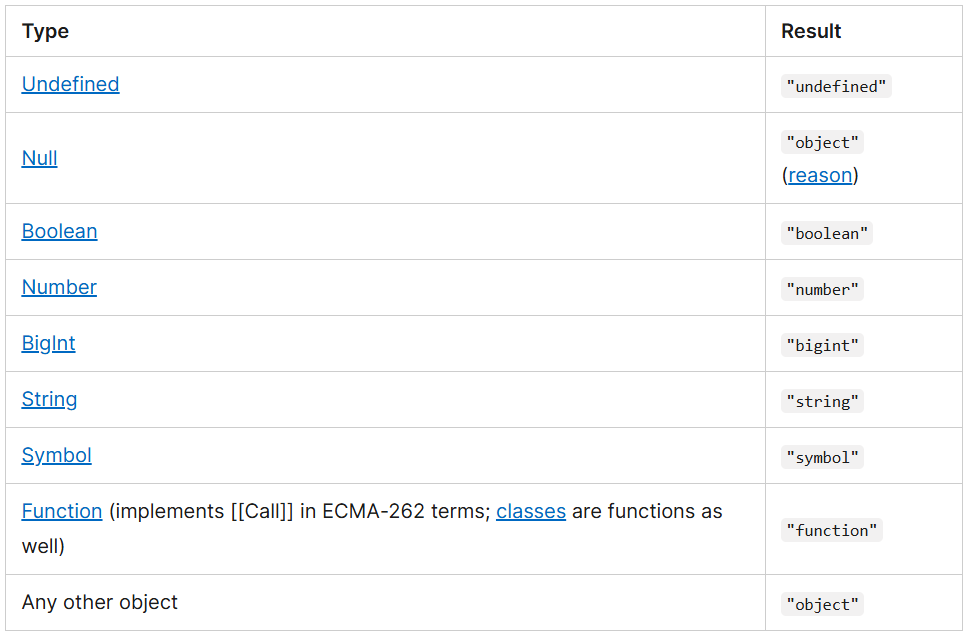 Type Result
Undefined "undefined"
Null "object"
(reason)
Boolean "boolean"
Number "number"
BigInt "bigint"
String "string"
Symbol "symbol"
Function (implements [[Call]] in ECMA-262 terms; classes are functions as
well) "function"
Any other object "object"